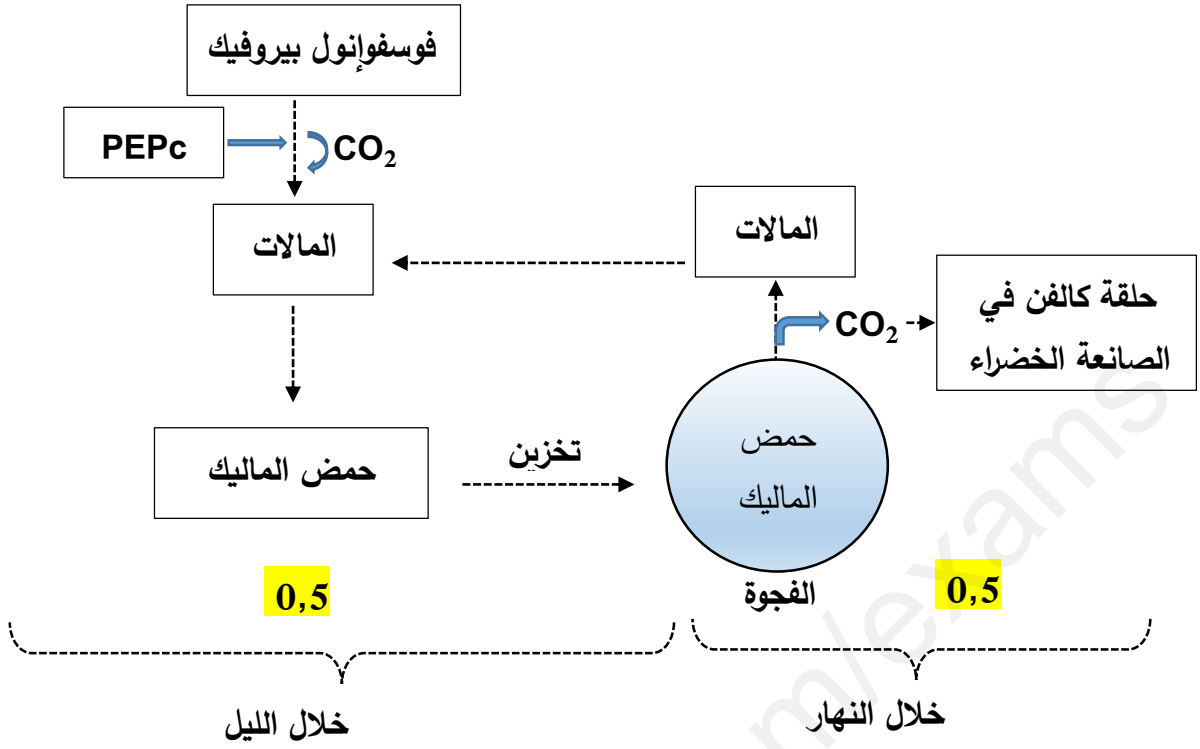 فوسفوإنول بيروفيك
PEPc
CO2
المالات
المالات
CO2
حلقة كالفن في
الصانعة الخضراء
حمض الماليك
تخزين
حمض
الماليك
0,5
الفجوة
0,5
خلال الليل
خلال النهار
m/exams